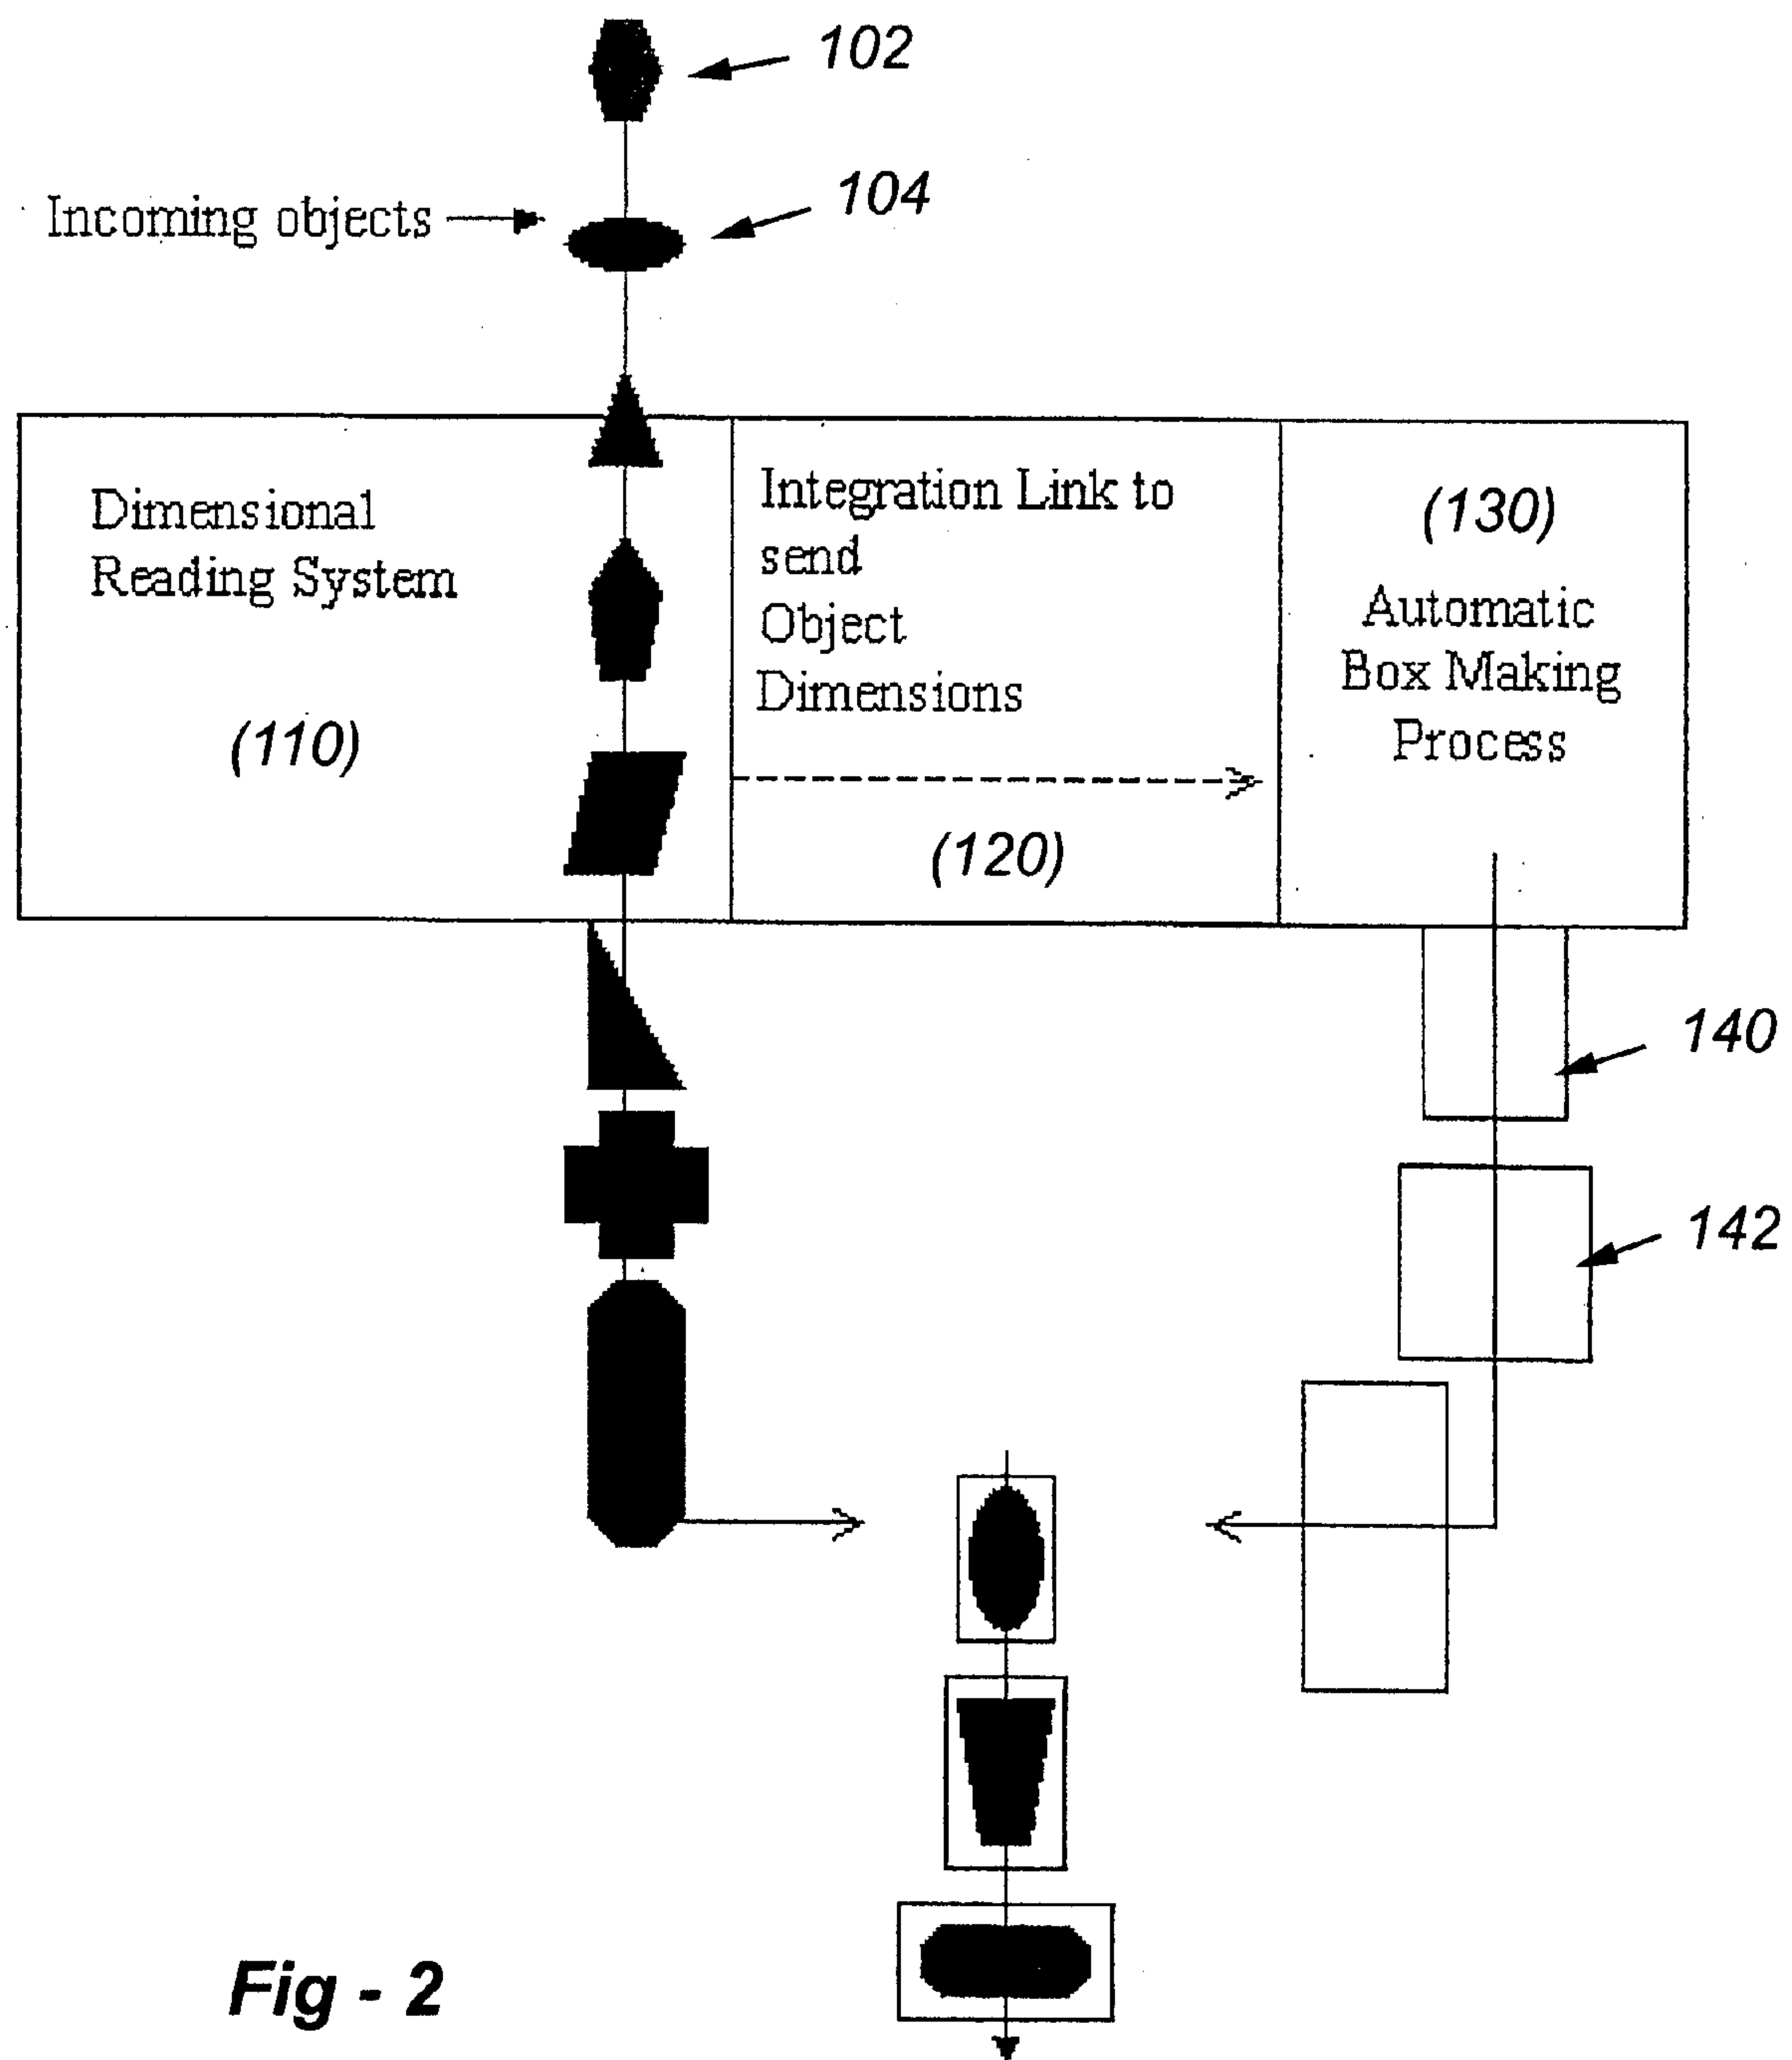 102
104
Incoming objects
Dimensional
Reading System
(110)
Integration Link to
send
Object
Dimensions
(120)
(130)
Automatic
Box Making
Process
140
142
Fig - 2